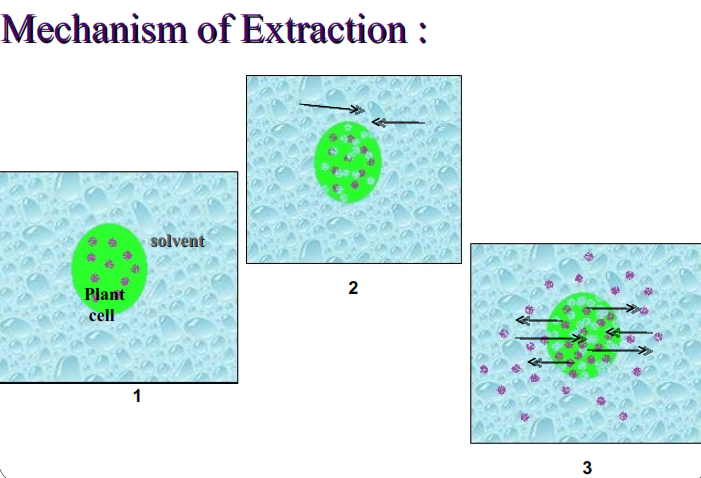 Mechanism of Extraction :
solvent
Plant
cell
1
2
3